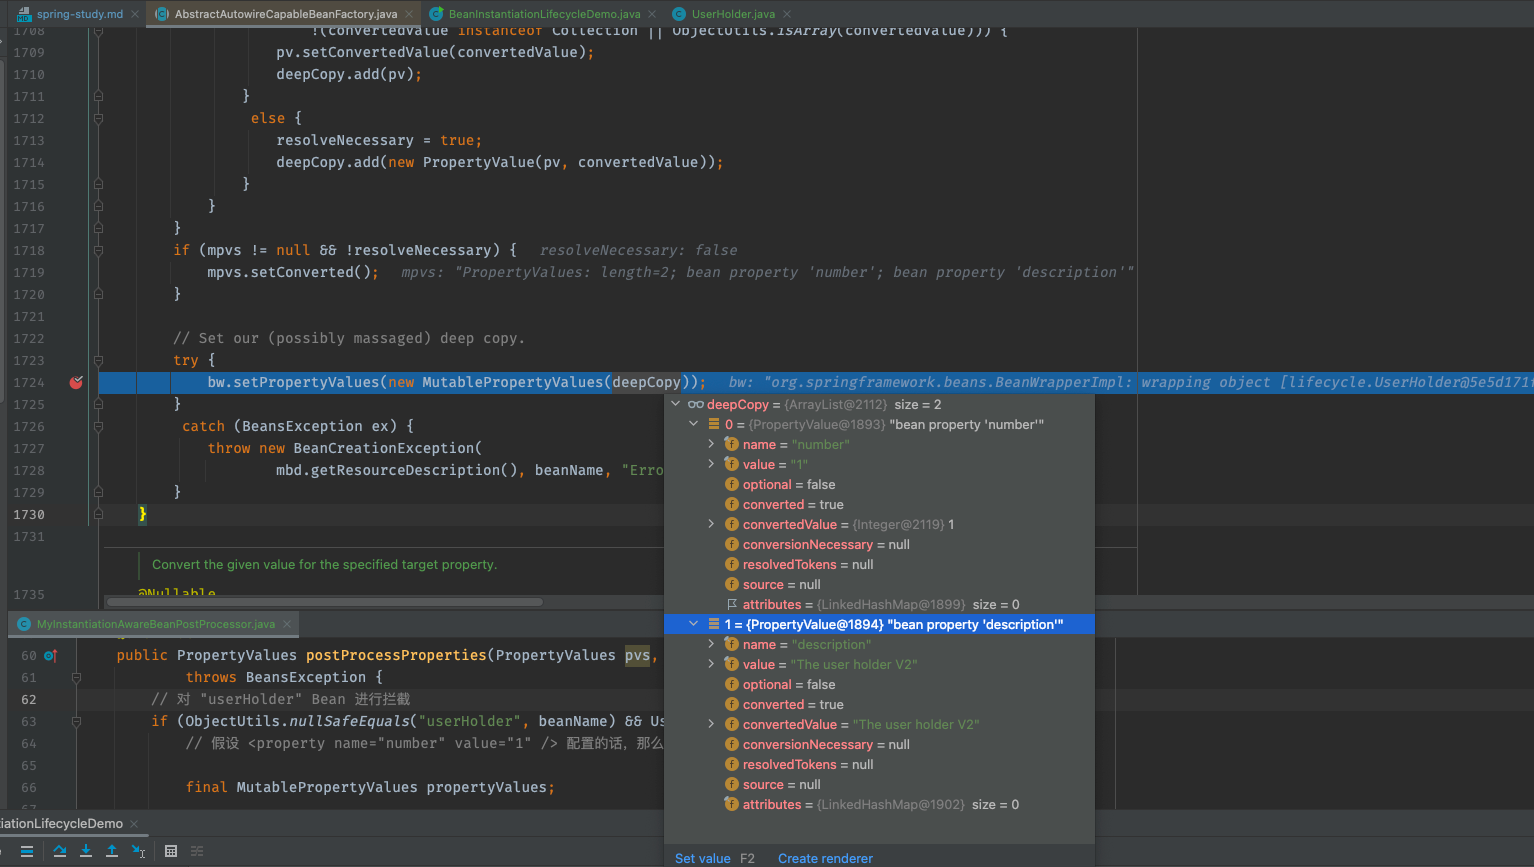 spring-study.md
AbstractAutowireCapableBeanFactory.java
BeanInstantiationLifecycleDemo.java
UserHolder.java
1708 !(convertedValue instanceof Collection || ObjectUtils.isArray(convertedValue))) {
1709 pv.setConvertedValue(convertedValue);
1710 deepCopy.add(pv);
1711 }
1712 else {
1713 resolveNecessary = true;
1714 deepCopy.add(new PropertyValue(pv, convertedValue));
1715 }
1716 }
1717 }
1718 if (mpvs != null && !resolveNecessary) { resolveNecessary: false
1719 mpvs.setConverted(); mpvs: "PropertyValues: length=2; bean property 'number'; bean property 'description'"
1720 }
1721
1722 // Set our (possibly massaged) deep copy.
1723 try {
1724 bw.setPropertyValues(new MutablePropertyValues(deepCopy)); bw: "org.springframework.beans.BeanWrapperImpl: wrapping object [lifecycle.UserHolder@5e5d171f
1725 }
1726 catch (BeansException ex) {
1727 throw new BeanCreationException(
1728 mbd.getResourceDescription(), beanName, "Erro
1729 }
1730 }
1731
Convert the given value for the specified target property.
1735 @Nullable
deepCopy = {ArrayList@2112} size = 2
0 = {PropertyValue@1893} "bean property 'number'"
name = "number"
value = "1"
optional = false
converted = true
convertedValue = {Integer@2119} 1
conversionNecessary = null
resolvedTokens = null
source = null
attributes = {LinkedHashMap@1899} size = 0
1 = {PropertyValue@1894} "bean property 'description'"
name = "description"
value = "The user holder V2"
optional = false
converted = true
convertedValue = "The user holder V2"
conversionNecessary = null
resolvedTokens = null
source = null
attributes = {LinkedHashMap@1902} size = 0
Set value F2 Create renderer
MyInstantiationAwareBeanPostProcessor.java
60 public PropertyValues postProcessProperties(PropertyValues pvs,
61 throws BeansException {
62 // 对 "userHolder" Bean 进行拦截
63 if (ObjectUtils.nullSafeEquals("userHolder", beanName) && Us
64 // 假设 <property name="number" value="1" /> 配置的话，那么
65
66 final MutablePropertyValues propertyValues;
67
iationLifecycleDemo